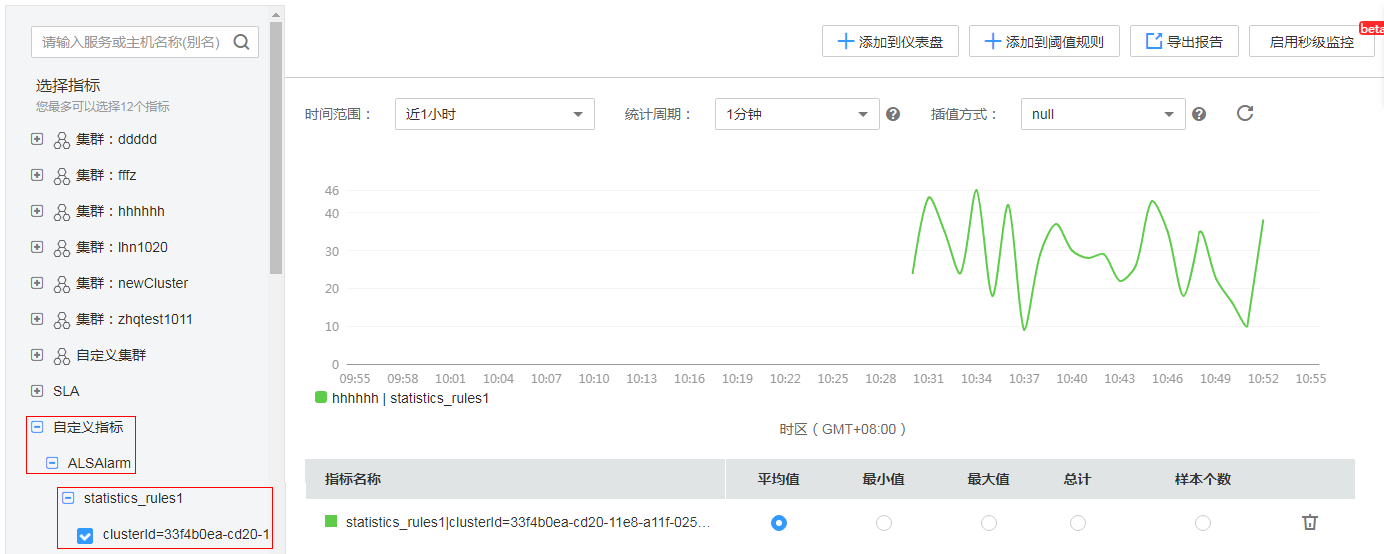 请输入服务或主机名称(别名)
选择指标
您最多可以选择12个指标
集群：ddddd
集群：fffz
集群：hhhhhh
集群：lhn1020
集群：newCluster
集群：zhqtest1011
自定义集群
SLA
自定义指标
ALSAlarm
statistics_rules1
clusterId=33f4b0ea-cd20-1
添加到仪表盘 添加到阈值规则 导出报告 启用秒级监控 beta
时间范围： 近1小时 统计周期： 1分钟 插值方式： null
46
40
30
20
10
0
09:55 09:58 10:01 10:04 10:07 10:10 10:13 10:16 10:19 10:22 10:25 10:28 10:31 10:34 10:37 10:40 10:43 10:46 10:49 10:52 10:55
hhhhhh | statistics_rules1
时区（GMT+08:00）
指标名称 平均值 最小值 最大值 总计 样本个数
statistics_rules1|clusterId=33f4b0ea-cd20-11e8-a11f-025...